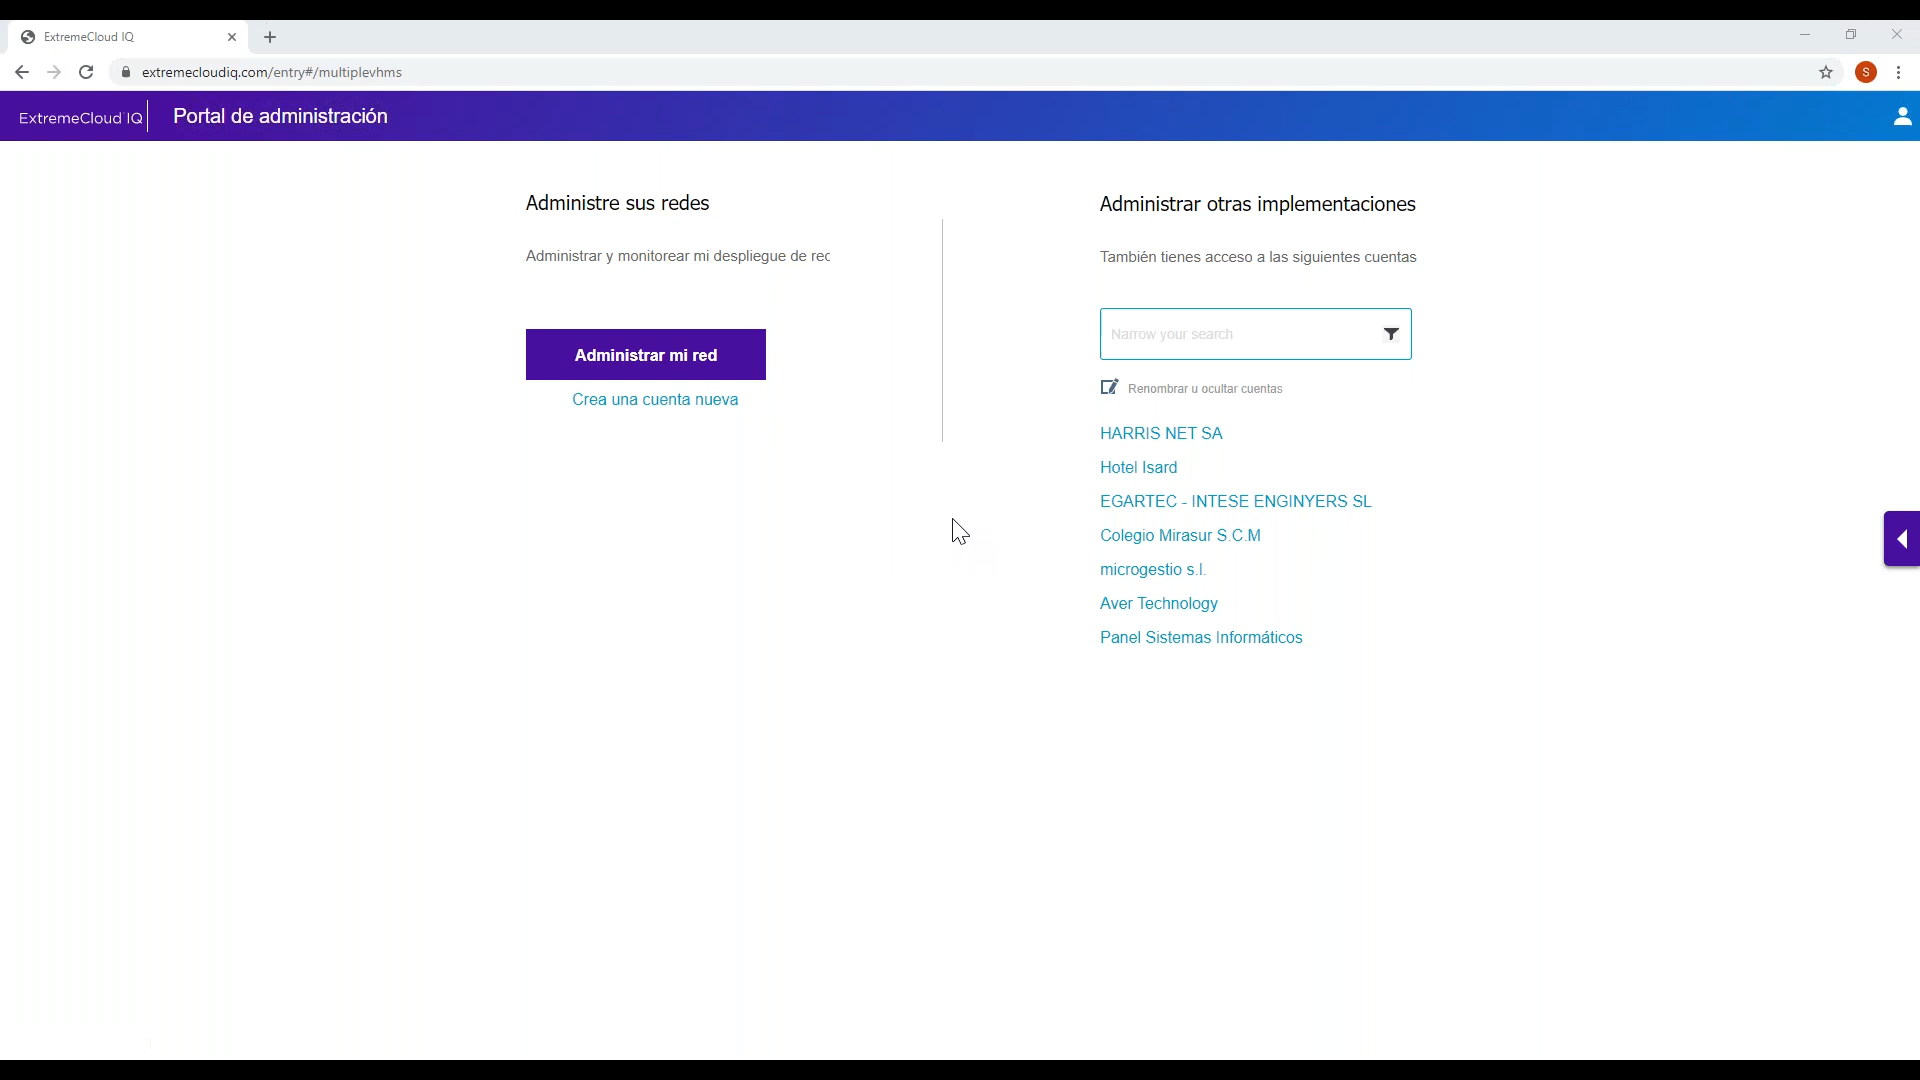 ExtremeCloud IQ
extremecloudiq.com/entry#/multiplevhms
S
ExtremeCloud IQ
Portal de administración
Administre sus redes
Administrar y monitorear mi despliegue de rec
Administrar mi red
Crea una cuenta nueva
Administrar otras implementaciones
También tienes acceso a las siguientes cuentas
Narrow your search
Renombrar u ocultar cuentas
HARRIS NET SA
Hotel Isard
EGARTEC - INTESE ENGINYERS SL
Colegio Mirasur S.C.M
microgestio s.l.
Aver Technology
Panel Sistemas Informáticos